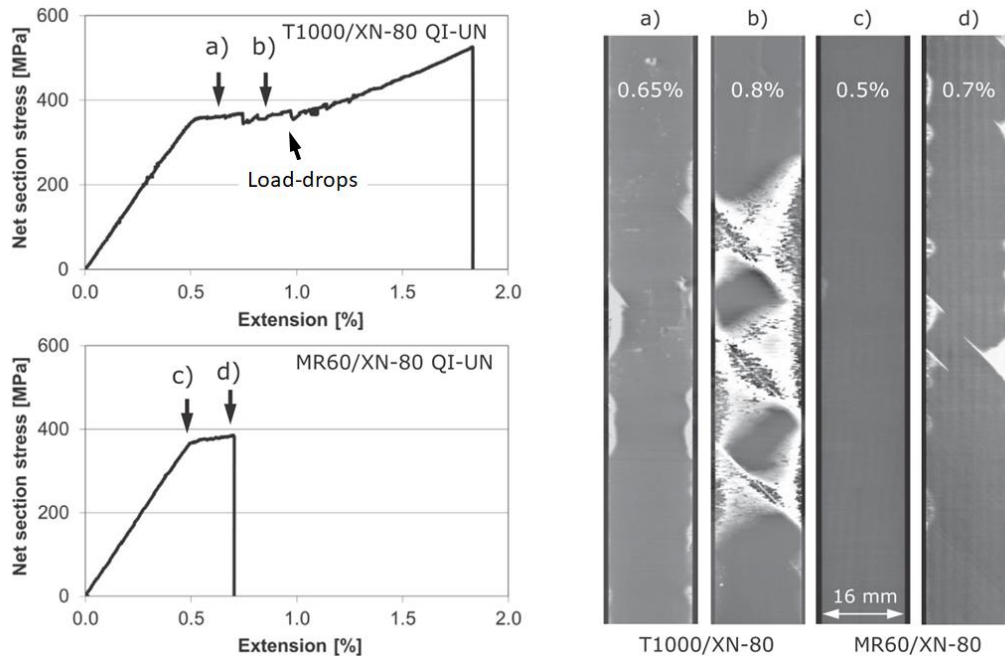 T1000/XN-80 QI-UN
Net section stress [MPa]
600
400
200
0
a)
b)
Load-drops
0.0
0.5
1.0
1.5
2.0
Extension [%]
MR60/XN-80 QI-UN
Net section stress [MPa]
600
400
200
0
c)
d)
0.0
0.5
1.0
1.5
2.0
Extension [%]
a)
b)
c)
d)
0.65%
0.8%
0.5%
0.7%
16 mm
T1000/XN-80
MR60/XN-80